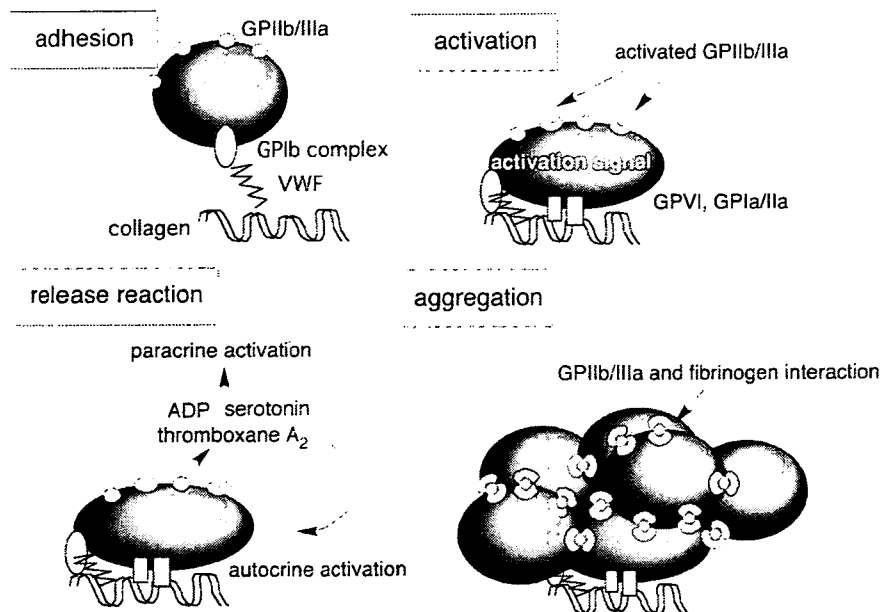 adhesion
GPIIb/IIIa
GPIb complex
VWF
collagen
activation
activated GPIIb/IIIa
activation signal
GPVI, GPIa/IIa
release reaction
paracrine activation
ADP serotonin
thromboxane A₂
autocrine activation
aggregation
GPIIb/IIIa and fibrinogen interaction